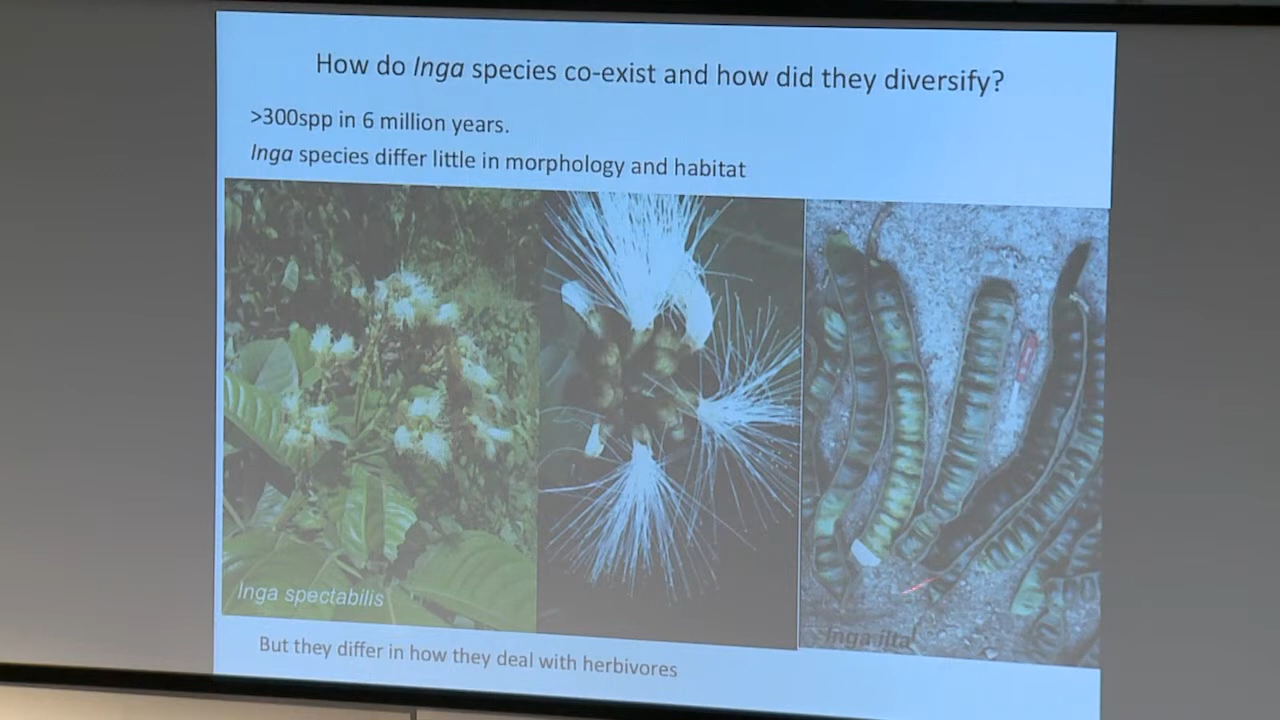 How do Inga species co-exist and how did they diversify?
>300spp in 6 million years.
Inga species differ little in morphology and habitat
Inga spectabilis
Inga ilta
But they differ in how they deal with herbivores